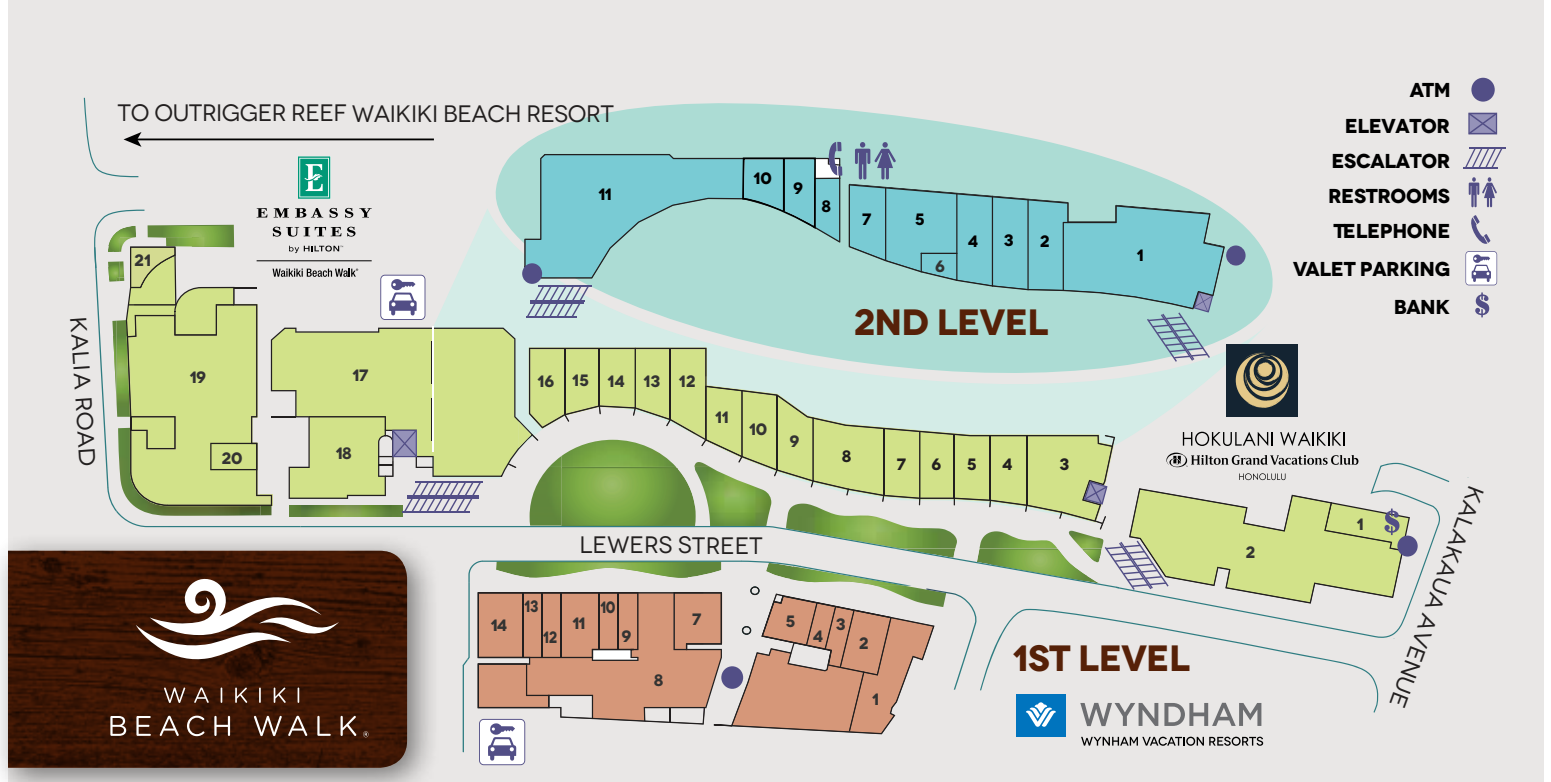 TO OUTRIGGER REEF WAIKIKI BEACH RESORT
E
EMBASSY
SUITES
by HILTON™
Waikiki Beach Walk®
ATM
ELEVATOR
ESCALATOR
RESTROOMS
TELEPHONE
VALET PARKING
BANK $
11
10
9
8
7
5
6
4
3
2
1
2ND LEVEL
KALIA ROAD
21
19
20
17
18
16
15
14
13
12
11
10
9
8
7
6
5
4
3
2
1
$
HOKULANI WAIKIKI
Hilton Grand Vacations Club
HONOLULU
KALAKAUA AVENUE
LEWERS STREET
14
13
12
11
10
9
8
7
5
4
3
2
1
1ST LEVEL
WYNDHAM
WYNHAM VACATION RESORTS
WAIKIKI
BEACH WALK®